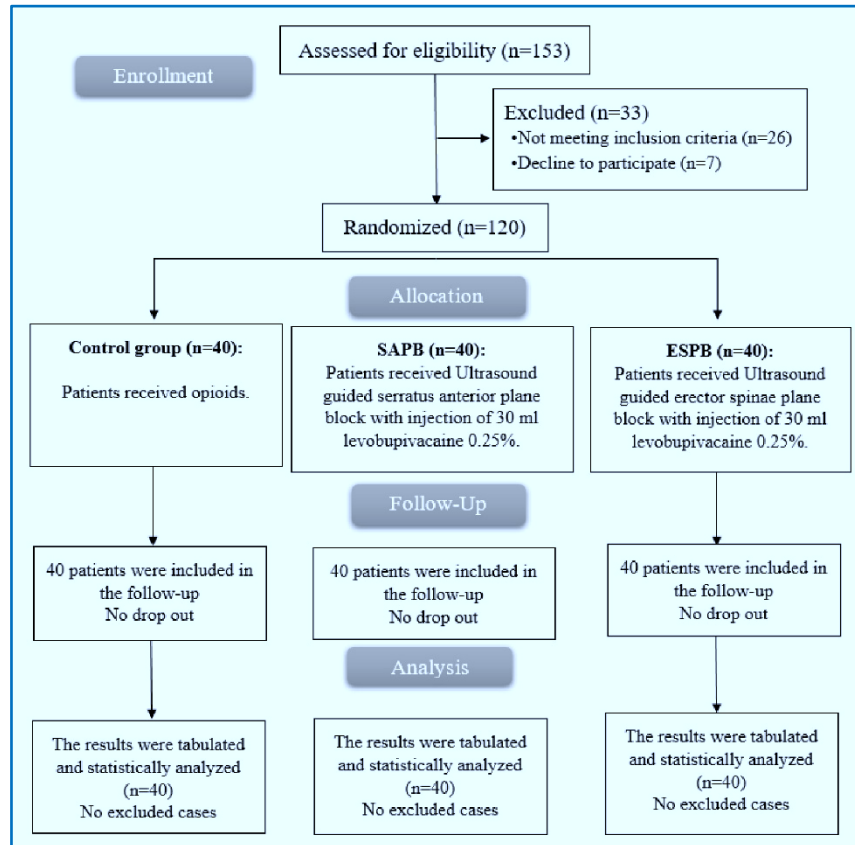 Assessed for eligibility (n=153)
Enrollment
Excluded (n=33)
•Not meeting inclusion criteria (n=26)
•Decline to participate (n=7)
Randomized (n=120)
Allocation
Control group (n=40):
Patients received opioids.
SAPB (n=40):
Patients received Ultrasound
guided serratus anterior plane
block with injection of 30 ml
levobupivacaine 0.25%.
ESPB (n=40):
Patients received Ultrasound
guided erector spinae plane
block with injection of 30 ml
levobupivacaine 0.25%.
Follow-Up
40 patients were included in
the follow-up
No drop out
40 patients were included in
the follow-up
No drop out
40 patients were included in
the follow-up
No drop out
Analysis
The results were tabulated
and statistically analyzed
(n=40)
No excluded cases
The results were tabulated
and statistically analyzed
(n=40)
No excluded cases
The results were tabulated
and statistically analyzed
(n=40)
No excluded cases